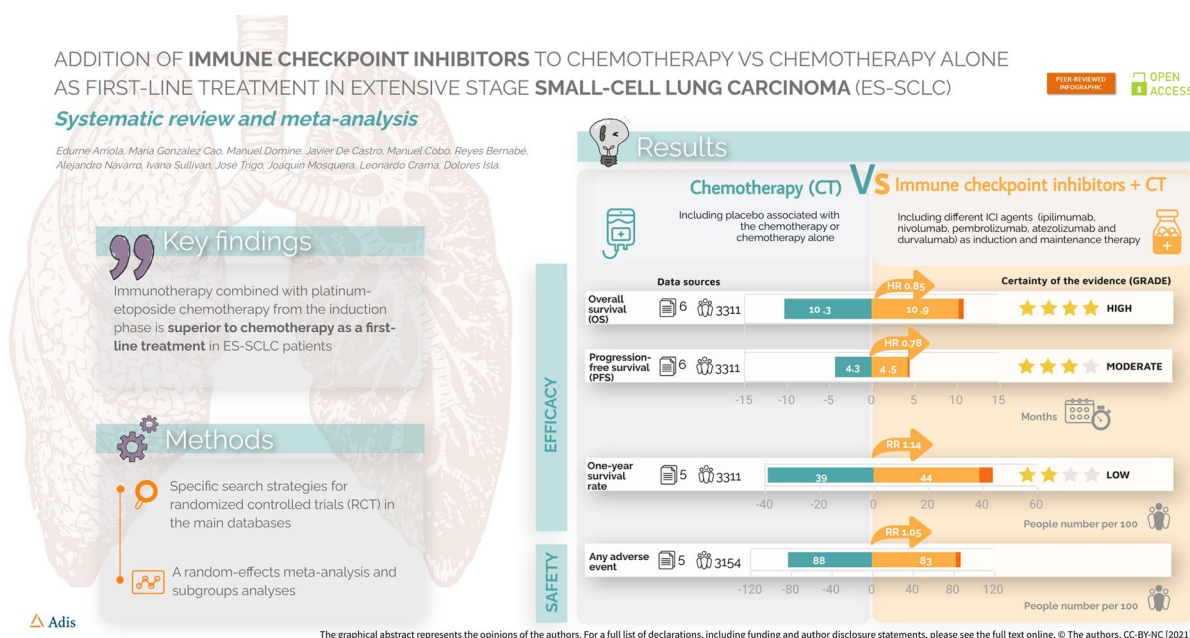 ADDITION OF IMMUNE CHECKPOINT INHIBITORS TO CHEMOTHERAPY VS CHEMOTHERAPY ALONE
AS FIRST-LINE TREATMENT IN EXTENSIVE STAGE SMALL-CELL LUNG CARCINOMA (ES-SCLC)
PEER-REVIEWED
INFOGRAPHIC
OPEN
ACCESS
Systematic review and meta-analysis
Edurne Arriola, Maria Gonzalez Cao, Manuel Domine, Javier De Castro, Manuel Cobo, Reyes Bernabé,
Alejandro Navarro, Ivana Sullivan, José Trigo, Joaquin Mosquera, Leonardo Crama, Dolores Isla.
Key findings
Immunotherapy combined with platinum-
etoposide chemotherapy from the induction
phase is superior to chemotherapy as a first-
line treatment in ES-SCLC patients
Methods
Specific search strategies for
randomized controlled trials (RCT) in
the main databases
A random-effects meta-analysis and
subgroups analyses
Adis
Results
Chemotherapy (CT) VS Immune checkpoint inhibitors + CT
Including placebo associated with
the chemotherapy or
chemotherapy alone
Including different ICI agents (ipilimumab,
nivolumab, pembrolizumab, atezolizumab and
durvalumab) as induction and maintenance therapy
Data sources
Certainty of the evidence (GRADE)
EFFICACY
Overall
survival
(OS)
6 3311
10 .3
HR 0.85
10 .9
HIGH
Progression-
free survival
(PFS)
6 3311
4.3
HR 0.78
4 .5
MODERATE
-15 -10 -5 0 5 10 15
Months
One-year
survival
rate
5 3311
39
RR 1.14
44
LOW
-40 -20 0 20 40 60
People number per 100
SAFETY
Any adverse
event
5 3154
88
RR 1.05
83
-120 -80 -40 0 40 80 120
People number per 100
The graphical abstract represents the opinions of the authors. For a full list of declarations, including funding and author disclosure statements, please see the full text online. © The authors, CC-BY-NC